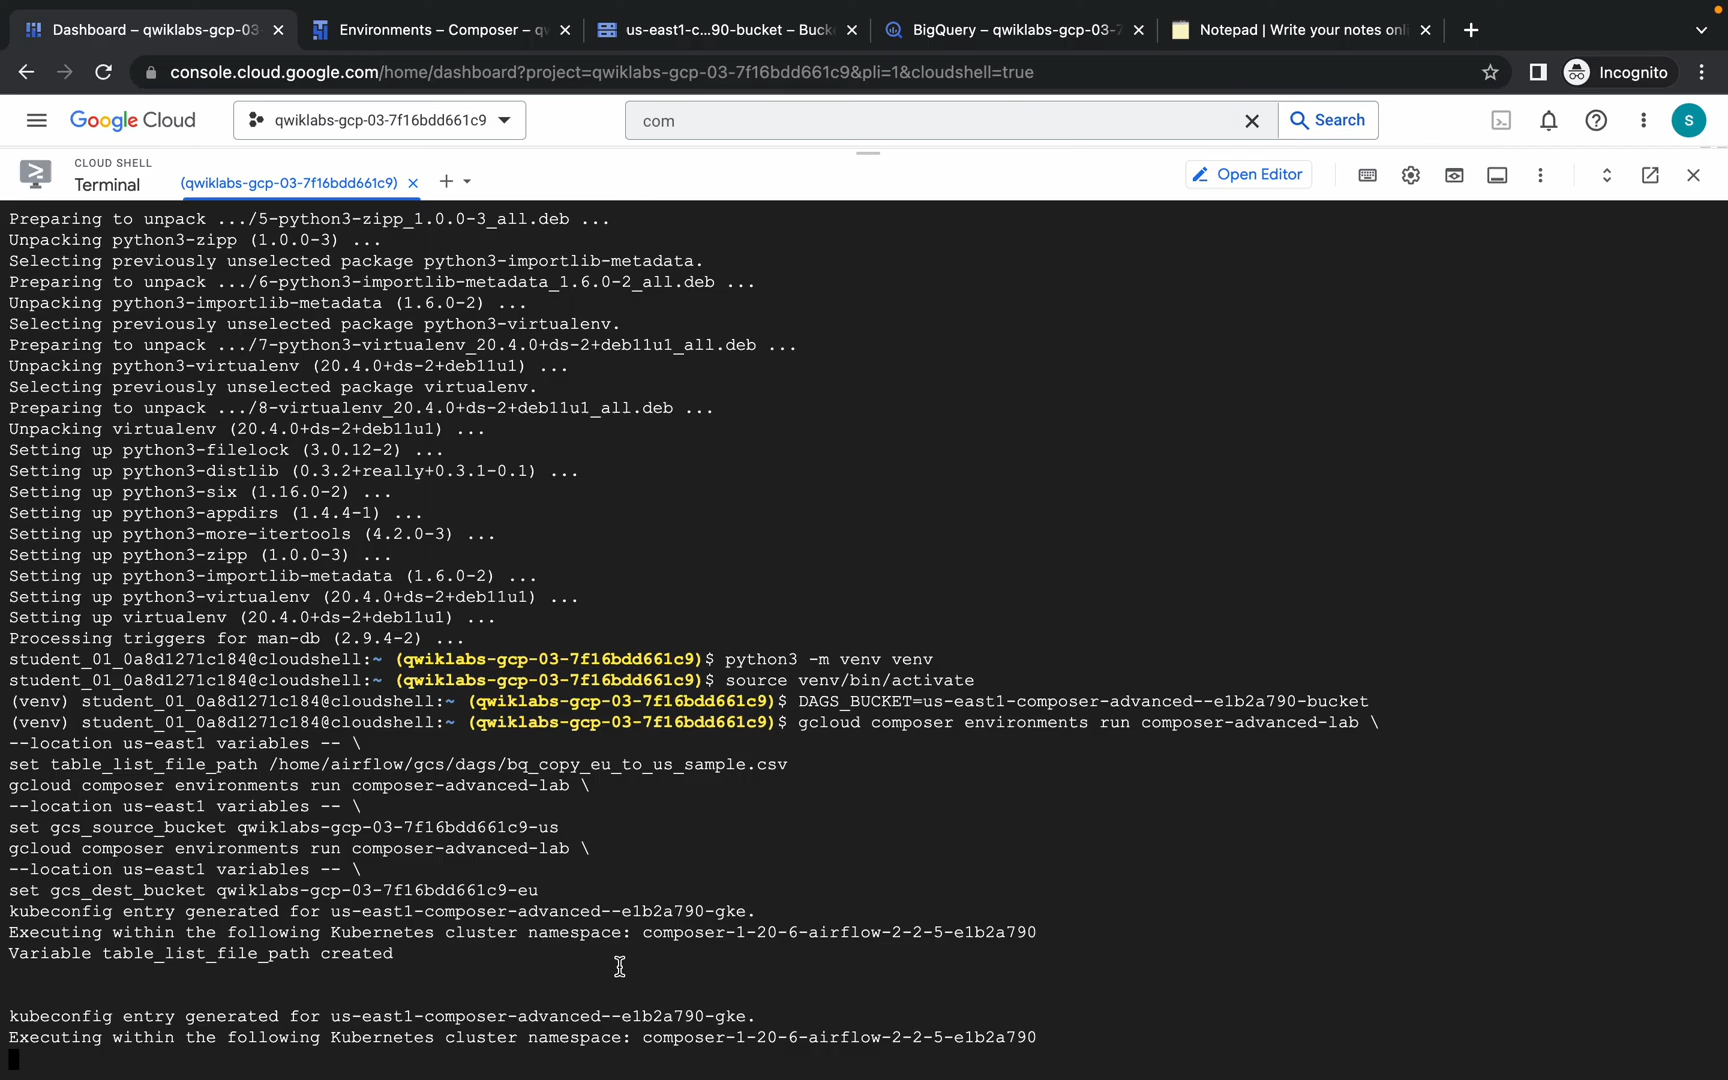 Dashboard – qwiklabs-gcp-03-
Environments – Composer – qw
us-east1-c...90-bucket – Bucke
BigQuery – qwiklabs-gcp-03-7
Notepad | Write your notes onli
console.cloud.google.com/home/dashboard?project=qwiklabs-gcp-03-7f16bdd661c9&pli=1&cloudshell=true
Incognito
Google Cloud
qwiklabs-gcp-03-7f16bdd661c9
com
Search
S
CLOUD SHELL
Terminal
(qwiklabs-gcp-03-7f16bdd661c9)
Open Editor
Preparing to unpack .../5-python3-zipp_1.0.0-3_all.deb ...
Unpacking python3-zipp (1.0.0-3) ...
Selecting previously unselected package python3-importlib-metadata.
Preparing to unpack .../6-python3-importlib-metadata_1.6.0-2_all.deb ...
Unpacking python3-importlib-metadata (1.6.0-2) ...
Selecting previously unselected package python3-virtualenv.
Preparing to unpack .../7-python3-virtualenv_20.4.0+ds-2+deb11u1_all.deb ...
Unpacking python3-virtualenv (20.4.0+ds-2+deb11u1) ...
Selecting previously unselected package virtualenv.
Preparing to unpack .../8-virtualenv_20.4.0+ds-2+deb11u1_all.deb ...
Unpacking virtualenv (20.4.0+ds-2+deb11u1) ...
Setting up python3-filelock (3.0.12-2) ...
Setting up python3-distlib (0.3.2+really+0.3.1-0.1) ...
Setting up python3-six (1.16.0-2) ...
Setting up python3-appdirs (1.4.4-1) ...
Setting up python3-more-itertools (4.2.0-3) ...
Setting up python3-zipp (1.0.0-3) ...
Setting up python3-importlib-metadata (1.6.0-2) ...
Setting up python3-virtualenv (20.4.0+ds-2+deb11u1) ...
Setting up virtualenv (20.4.0+ds-2+deb11u1) ...
Processing triggers for man-db (2.9.4-2) ...
student_01_0a8d1271c184@cloudshell:~ (qwiklabs-gcp-03-7f16bdd661c9)$ python3 -m venv venv
student_01_0a8d1271c184@cloudshell:~ (qwiklabs-gcp-03-7f16bdd661c9)$ source venv/bin/activate
(venv) student_01_0a8d1271c184@cloudshell:~ (qwiklabs-gcp-03-7f16bdd661c9)$ DAGS_BUCKET=us-east1-composer-advanced--e1b2a790-bucket
(venv) student_01_0a8d1271c184@cloudshell:~ (qwiklabs-gcp-03-7f16bdd661c9)$ gcloud composer environments run composer-advanced-lab \
--location us-east1 variables -- \
set table_list_file_path /home/airflow/gcs/dags/bq_copy_eu_to_us_sample.csv
gcloud composer environments run composer-advanced-lab \
--location us-east1 variables -- \
set gcs_source_bucket qwiklabs-gcp-03-7f16bdd661c9-us
gcloud composer environments run composer-advanced-lab \
--location us-east1 variables -- \
set gcs_dest_bucket qwiklabs-gcp-03-7f16bdd661c9-eu
kubeconfig entry generated for us-east1-composer-advanced--e1b2a790-gke.
Executing within the following Kubernetes cluster namespace: composer-1-20-6-airflow-2-2-5-e1b2a790
Variable table_list_file_path created
kubeconfig entry generated for us-east1-composer-advanced--e1b2a790-gke.
Executing within the following Kubernetes cluster namespace: composer-1-20-6-airflow-2-2-5-e1b2a790